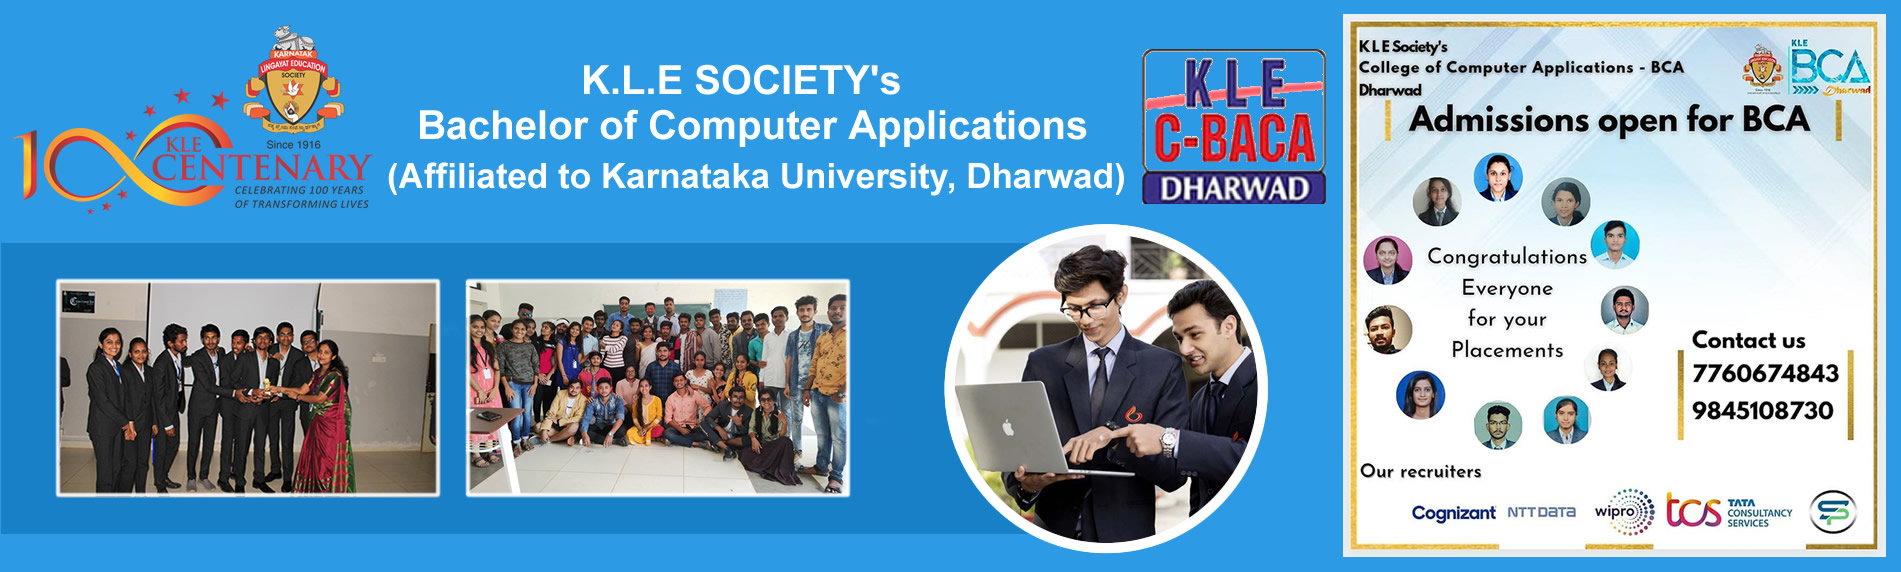 KARNATAK
LINGAYAT EDUCATION
SOCIETY
Since 1916
100
KLE
CENTENARY
CELEBRATING 100 YEARS
OF TRANSFORMING LIVES
K.L.E SOCIETY's
Bachelor of Computer Applications
(Affiliated to Karnataka University, Dharwad)
K L E
C-BACA
DHARWAD
K L E Society's
College of Computer Applications - BCA
Dharwad
KLE
BCA
Dharwad
Admissions open for BCA
Congratulations
Everyone
for your
Placements
Contact us
7760674843
9845108730
Our recruiters
Cognizant
NTT DATA
wipro
tcs TATA
CONSULTANCY
SERVICES